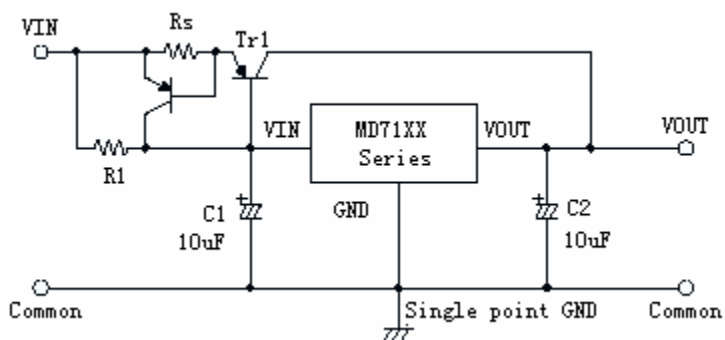 VIN
Rs
Tr1
VIN
MD71XX
Series
VOUT
VOUT
R1
C1
10uF
GND
C2
10uF
Common
Single point GND
Common